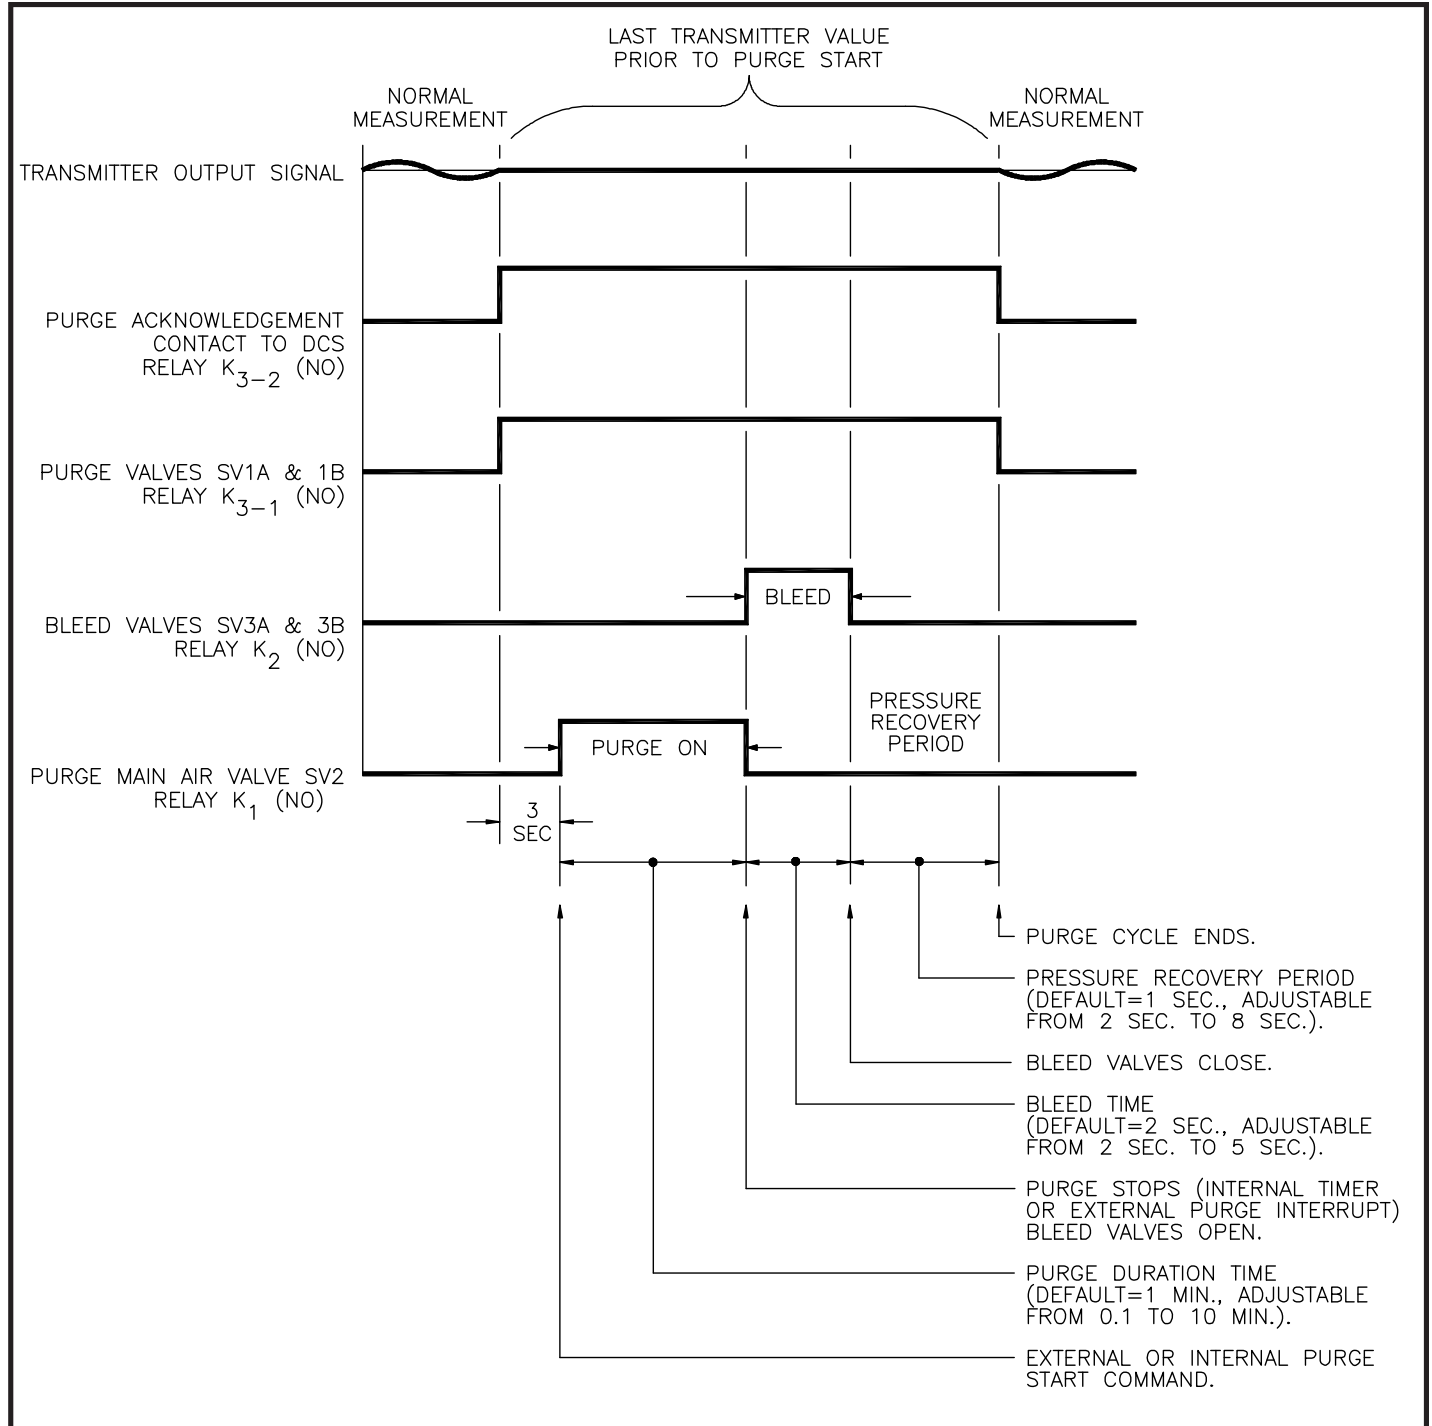 LAST TRANSMITTER VALUE
PRIOR TO PURGE START
NORMAL
MEASUREMENT
NORMAL
MEASUREMENT
TRANSMITTER OUTPUT SIGNAL
PURGE ACKNOWLEDGEMENT
CONTACT TO DCS
RELAY K3-2 (NO)
PURGE VALVES SV1A & 1B
RELAY K3-1 (NO)
BLEED
BLEED VALVES SV3A & 3B
RELAY K2 (NO)
PRESSURE
RECOVERY
PERIOD
PURGE ON
PURGE MAIN AIR VALVE SV2
RELAY K1 (NO)
3
SEC
PURGE CYCLE ENDS.
PRESSURE RECOVERY PERIOD
(DEFAULT=1 SEC., ADJUSTABLE
FROM 2 SEC. TO 8 SEC.).
BLEED VALVES CLOSE.
BLEED TIME
(DEFAULT=2 SEC., ADJUSTABLE
FROM 2 SEC. TO 5 SEC.).
PURGE STOPS (INTERNAL TIMER
OR EXTERNAL PURGE INTERRUPT)
BLEED VALVES OPEN.
PURGE DURATION TIME
(DEFAULT=1 MIN., ADJUSTABLE
FROM 0.1 TO 10 MIN.).
EXTERNAL OR INTERNAL PURGE
START COMMAND.